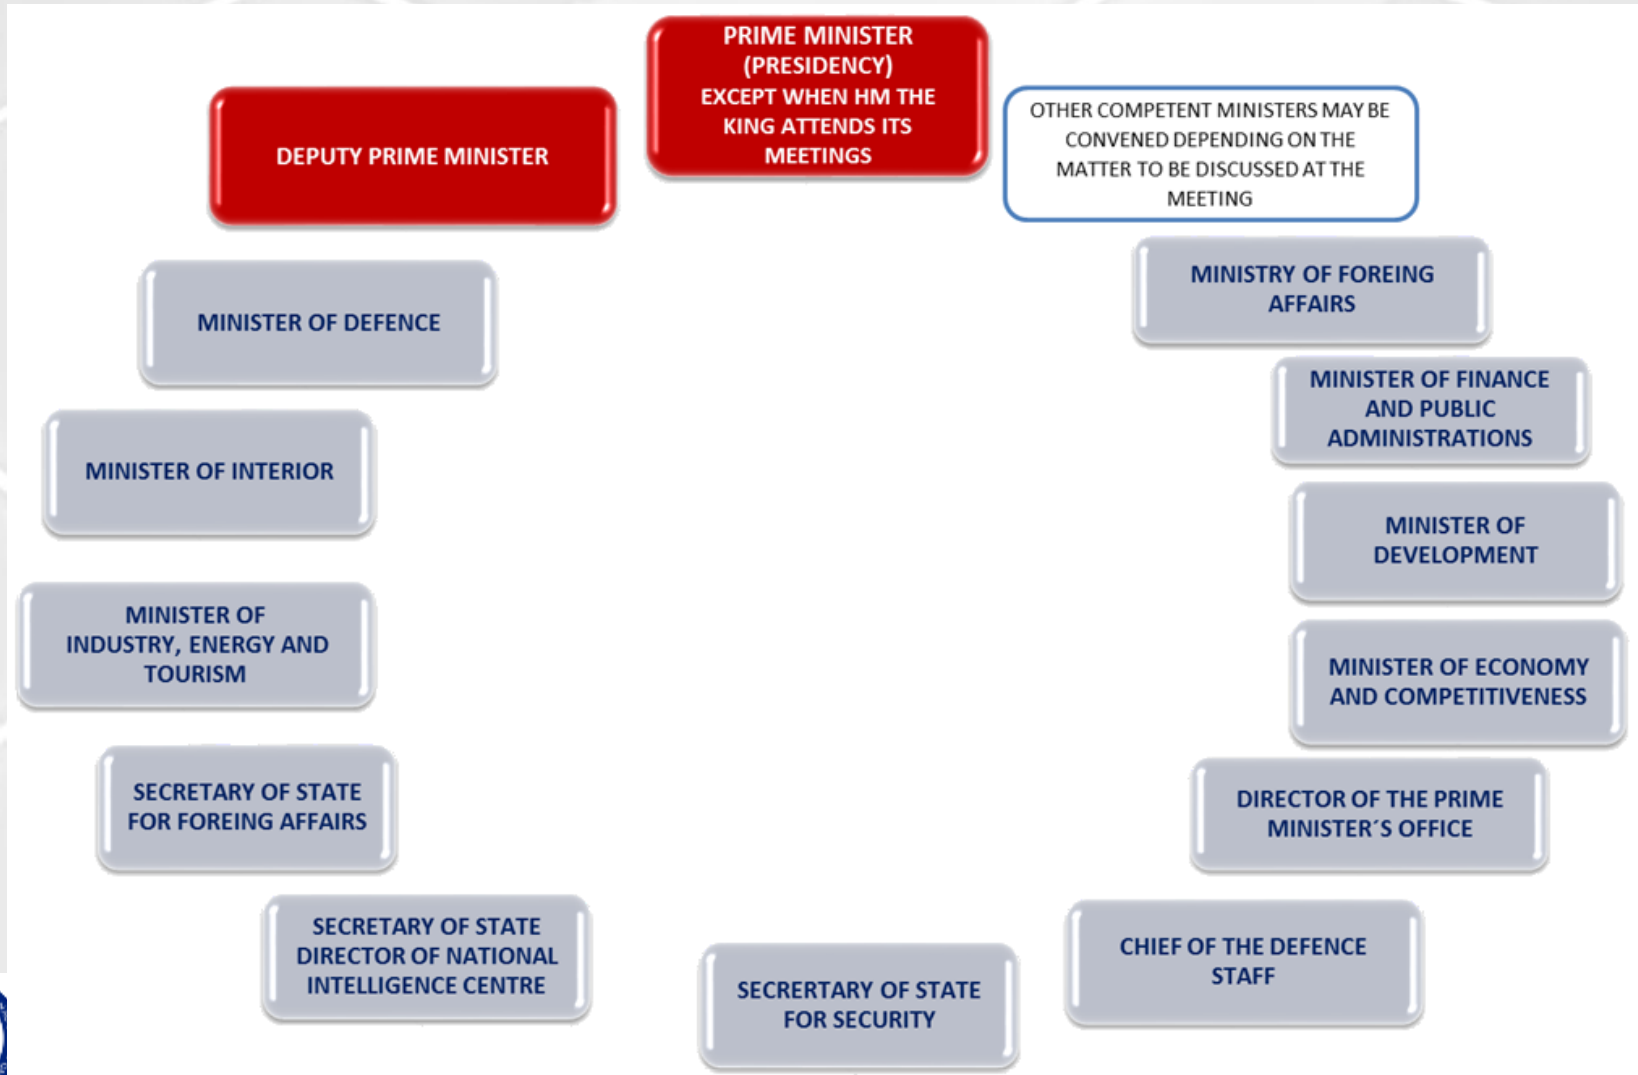 PRIME MINISTER
(PRESIDENCY)
EXCEPT WHEN HM THE
KING ATTENDS ITS
MEETINGS
DEPUTY PRIME MINISTER
OTHER COMPETENT MINISTERS MAY BE
CONVENED DEPENDING ON THE
MATTER TO BE DISCUSSED AT THE
MEETING
MINISTER OF DEFENCE
MINISTRY OF FOREING
AFFAIRS
MINISTER OF INTERIOR
MINISTER OF FINANCE
AND PUBLIC
ADMINISTRATIONS
MINISTER OF
INDUSTRY, ENERGY AND
TOURISM
MINISTER OF
DEVELOPMENT
SECRETARY OF STATE
FOR FOREING AFFAIRS
MINISTER OF ECONOMY
AND COMPETITIVENESS
SECRETARY OF STATE
DIRECTOR OF NATIONAL
INTELLIGENCE CENTRE
DIRECTOR OF THE PRIME
MINISTER´S OFFICE
SECRERTARY OF STATE
FOR SECURITY
CHIEF OF THE DEFENCE
STAFF